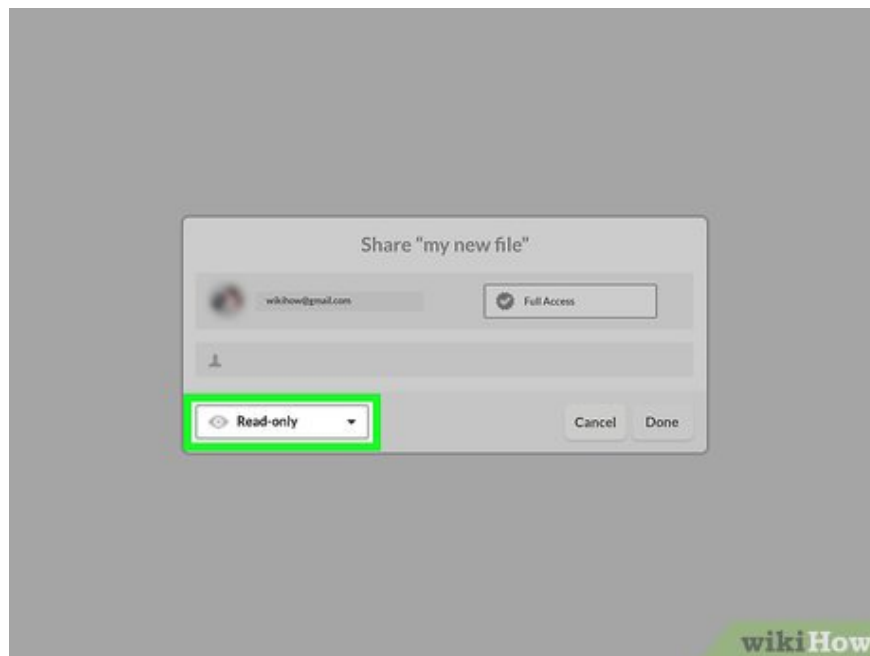 Share "my new file"
wikihow@gmail.com
Full Access
Read-only
Cancel
Done
wikiHow